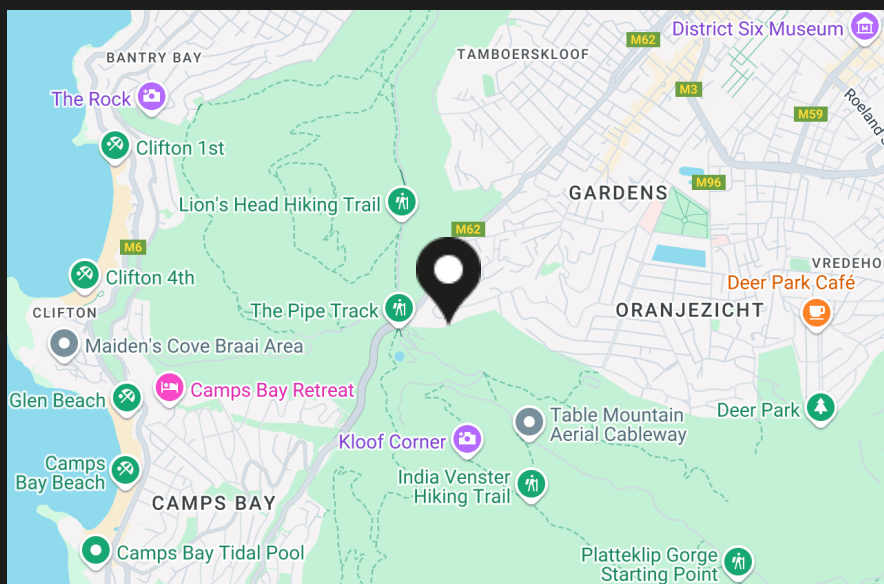 District Six Museum
M62
TAMBOERSKLOOF
BANTRY BAY
M3
The Rock
M59
Roeland S
Clifton 1st
M96
GARDENS
Lion's Head Hiking Trail
M62
M6
VREDEHO
Clifton 4th
Deer Park Café
The Pipe Track
ORANJEZICHT
CLIFTON
Maiden's Cove Braai Area
Camps Bay Retreat
Glen Beach
Deer Park
Table Mountain
Aerial Cableway
Kloof Corner
Camps
Bay Beach
India Venster
Hiking Trail
CAMPS BAY
Camps Bay Tidal Pool
Platteklip Gorge
Starting Point